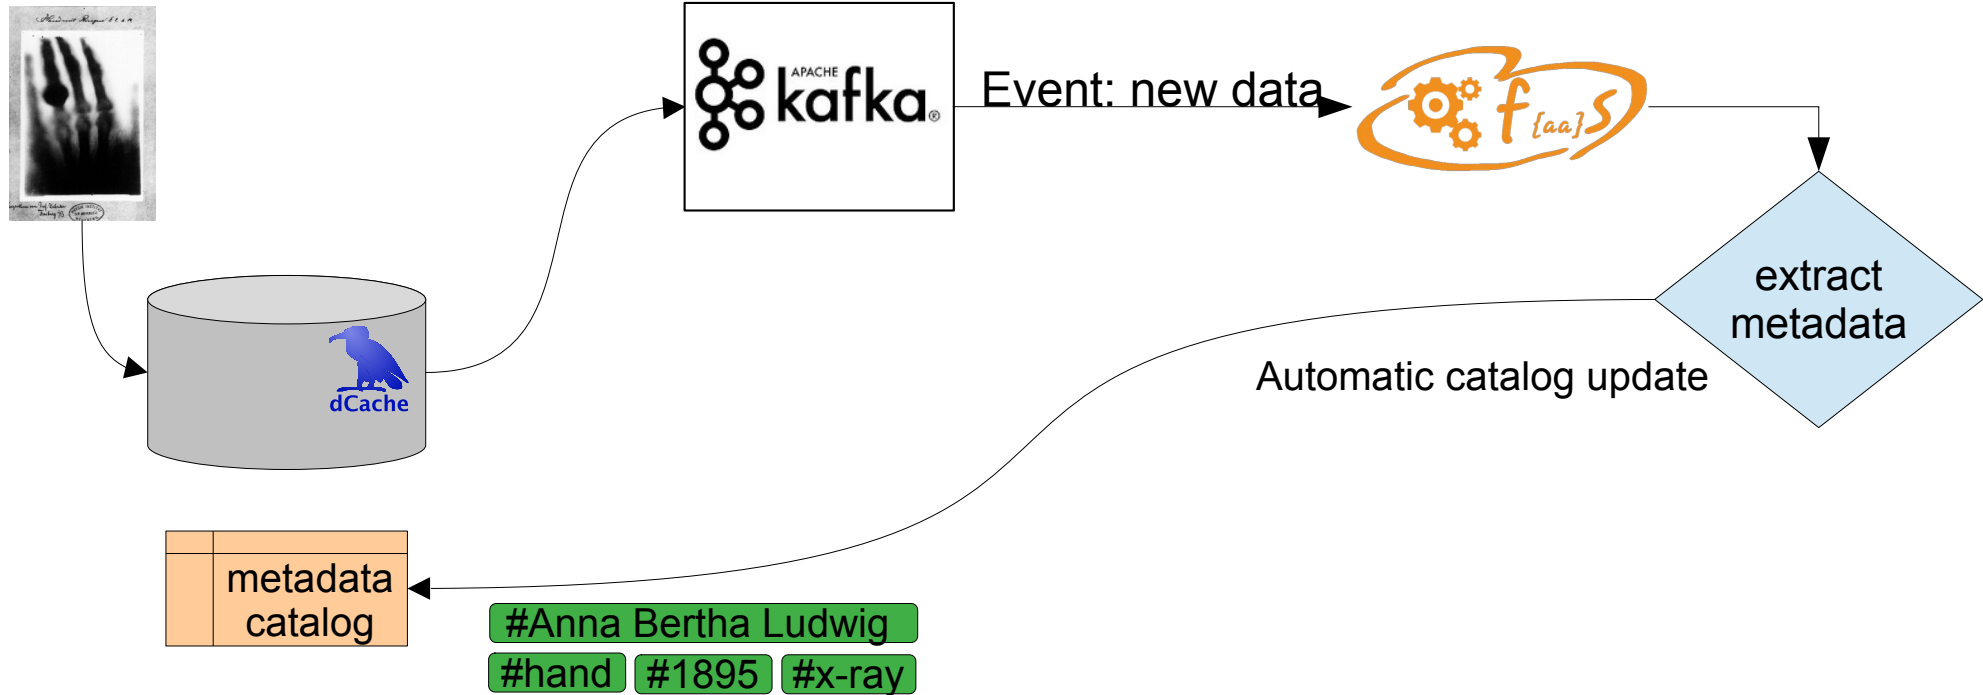 APACHE
kafka®
Event: new data
f{aa}s
dCache
extract
metadata
Automatic catalog update
metadata
catalog
#Anna Bertha Ludwig
#hand
#1895
#x-ray